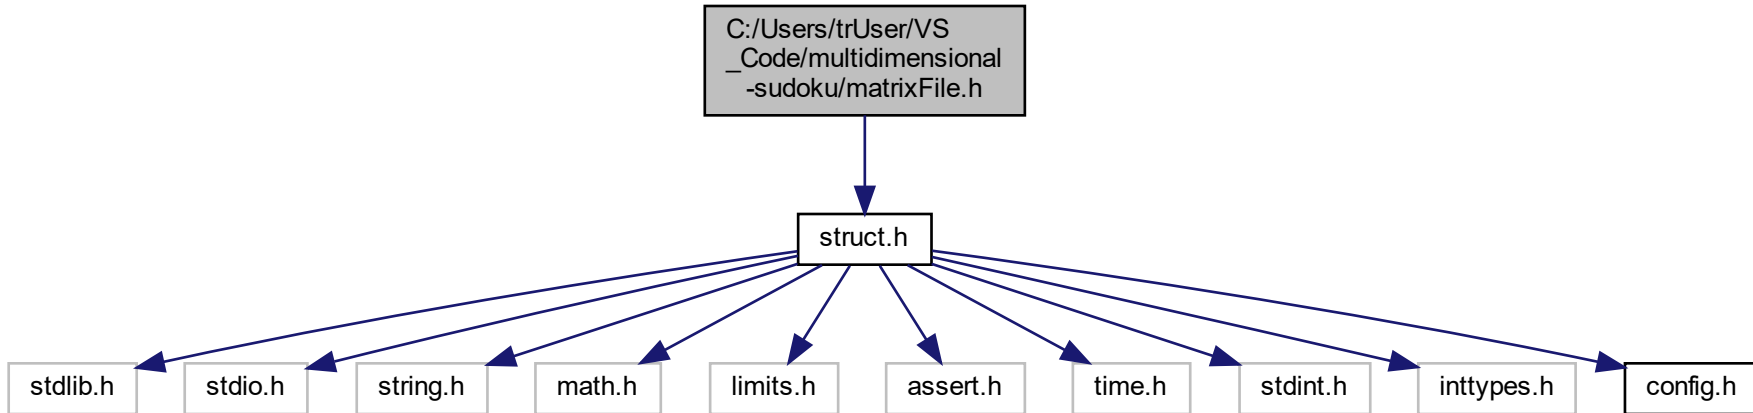 C:/Users/trUser/VS
_Code/multidimensional
-sudoku/matrixFile.h
struct.h
stdlib.h
stdio.h
string.h
math.h
limits.h
assert.h
time.h
stdint.h
inttypes.h
config.h